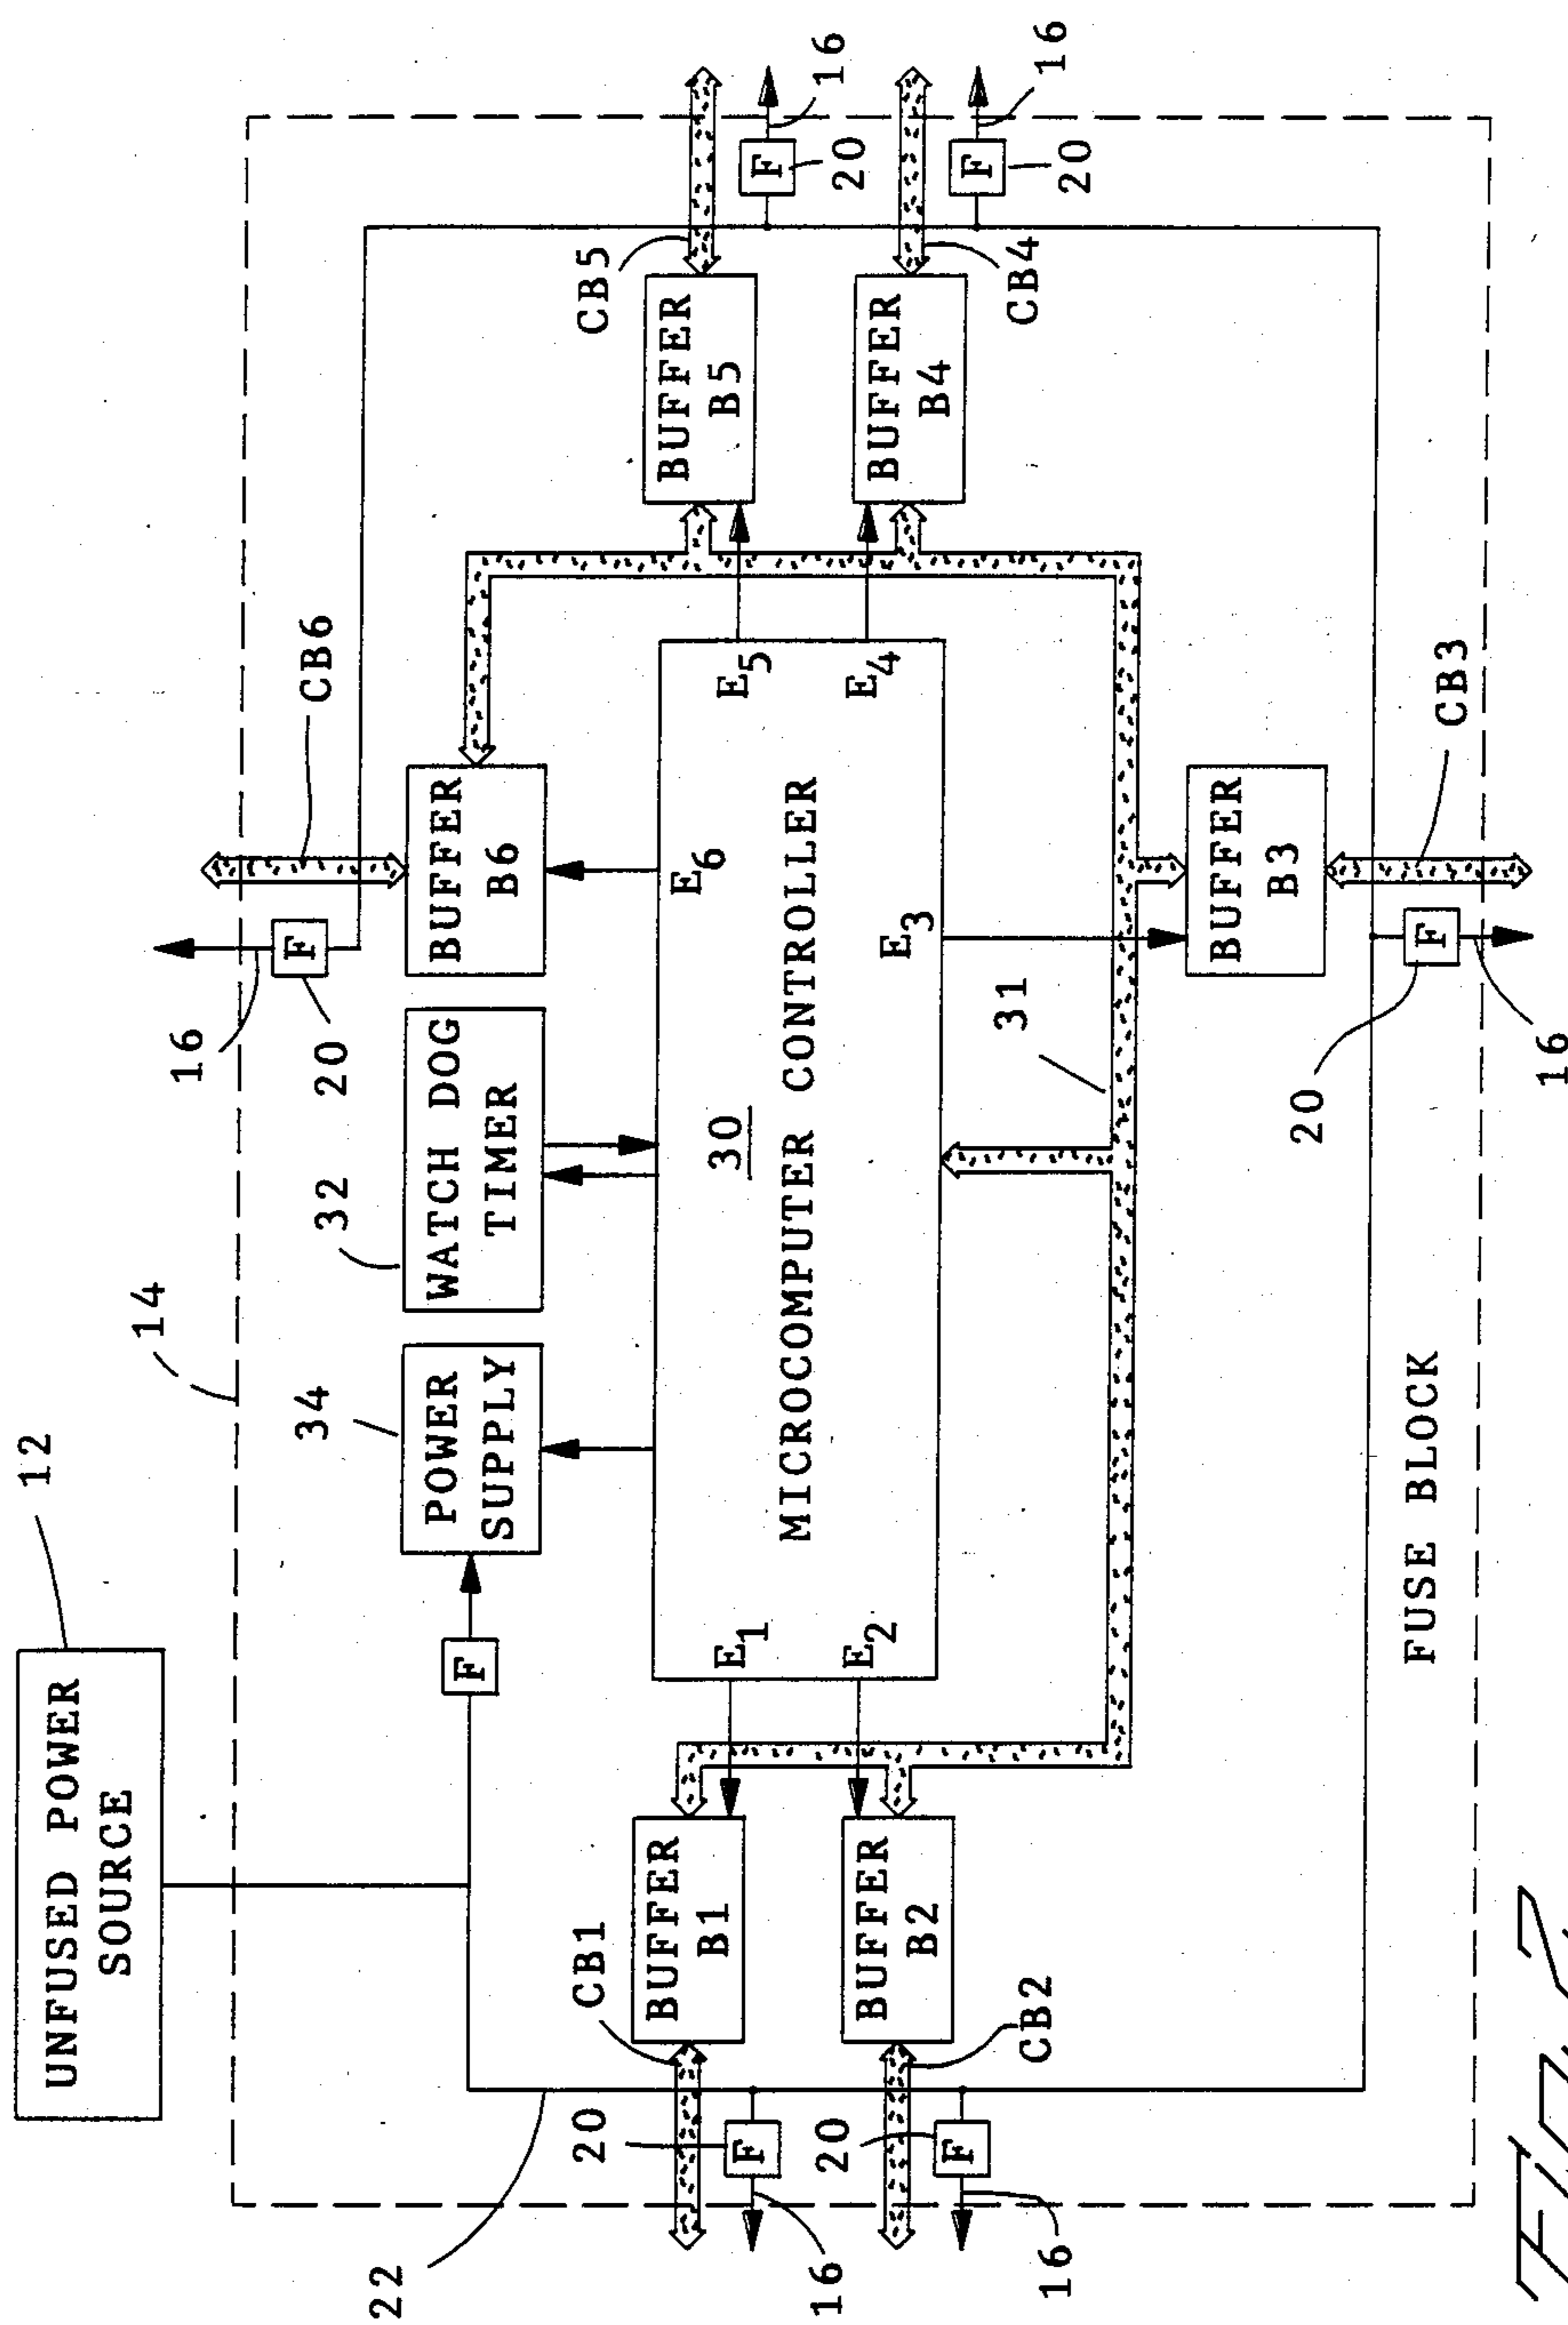 UNFUSED POWER
SOURCE
12
14
22
34
POWER
SUPPLY
F
32
WATCH DOG
TIMER
16
20
F
CB6
BUFFER
B6
CB1
BUFFER
B1
20
F
16
CB2
BUFFER
B2
20
F
16
E1
E2
E3
E4
E5
E6
30
MICROCOMPUTER CONTROLLER
31
CB5
BUFFER
B5
F
20
16
BUFFER
B4
CB4
F
20
16
BUFFER
B3
CB3
20
F
16
FUSE BLOCK